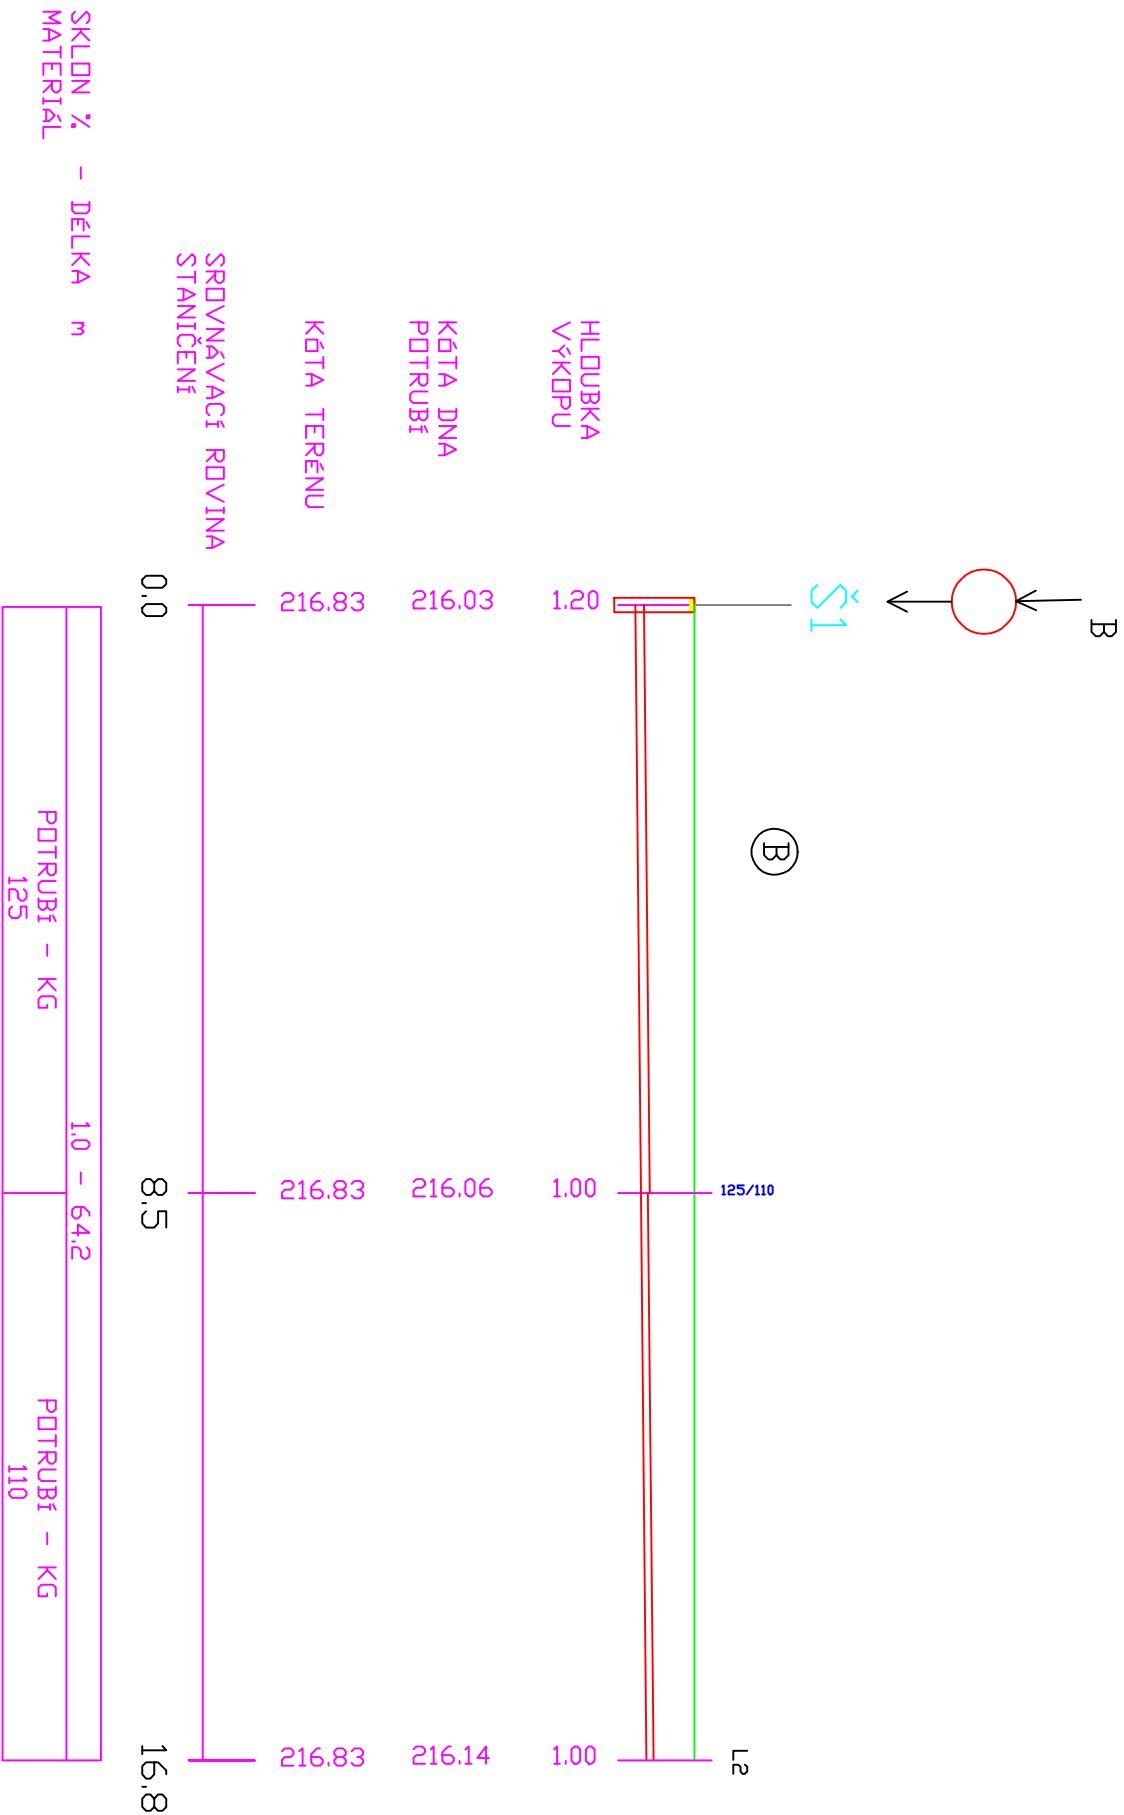 B
Š1
B
125/110
L2
HLOUBKA
VÝKOPU
1.20
1.00
1.00
KÓTA DNA
POTRUBÍ
216.03
216.06
216.14
KÓTA TERÉNU
216.83
216.83
216.83
SROVNÁVACÍ ROVINA
STANIČENÍ
0.0
8.5
16.8
SKLON % - DÉLKA m
1.0 - 64.2
MATERIÁL
POTRUBÍ - KG
125
POTRUBÍ - KG
110